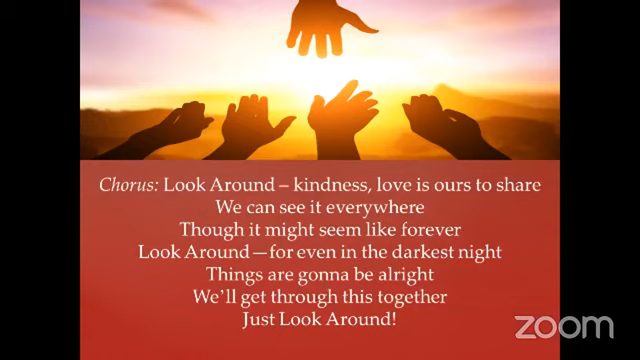 Chorus: Look Around – kindness, love is ours to share
We can see it everywhere
Though it might seem like forever
Look Around—for even in the darkest night
Things are gonna be alright
We'll get through this together
Just Look Around!
zoom